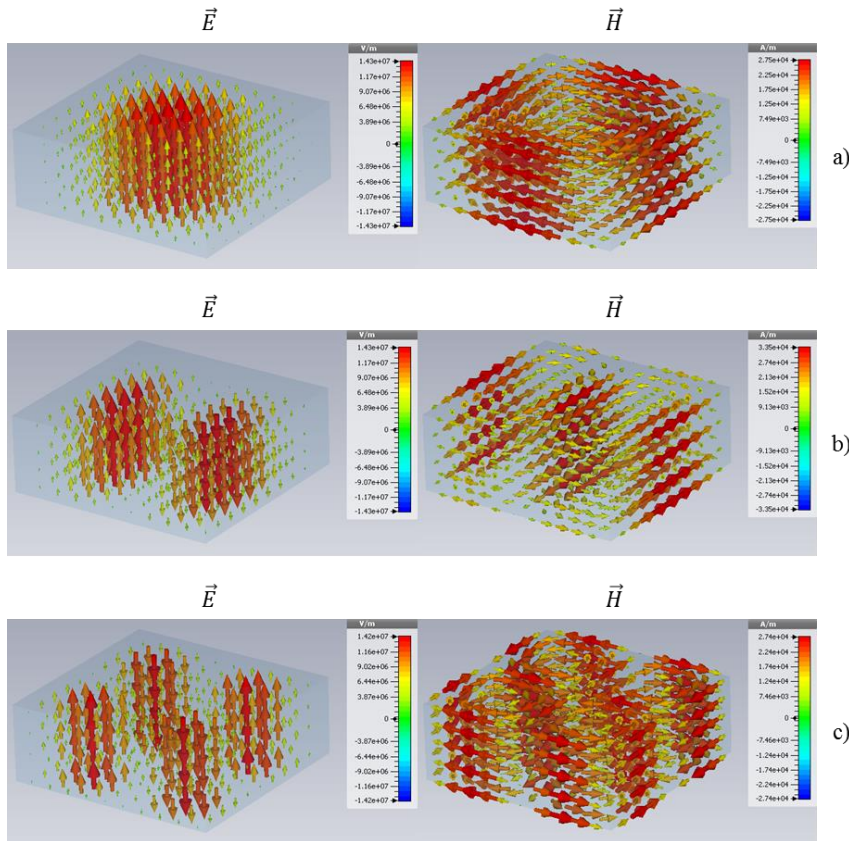 E⃗ H⃗
V/m
1.43e+07
1.17e+07
9.07e+06
6.48e+06
3.89e+06
0
-3.89e+06
-6.48e+06
-9.07e+06
-1.17e+07
-1.43e+07
A/m
2.75e+04
2.25e+04
1.75e+04
1.25e+04
7.49e+03
0
-7.49e+03
-1.25e+04
-1.75e+04
-2.25e+04
-2.75e+04
a)
E⃗ H⃗
V/m
1.43e+07
1.17e+07
9.07e+06
6.48e+06
3.89e+06
0
-3.89e+06
-6.48e+06
-9.07e+06
-1.17e+07
-1.43e+07
A/m
3.35e+04
2.74e+04
2.13e+04
1.52e+04
9.13e+03
0
-9.13e+03
-1.52e+04
-2.13e+04
-2.74e+04
-3.35e+04
b)
E⃗ H⃗
V/m
1.42e+07
1.16e+07
9.02e+06
6.44e+06
3.87e+06
0
-3.87e+06
-6.44e+06
-9.02e+06
-1.16e+07
-1.42e+07
A/m
2.74e+04
2.24e+04
1.74e+04
1.24e+04
7.46e+03
0
-7.46e+03
-1.24e+04
-1.74e+04
-2.24e+04
-2.74e+04
c)